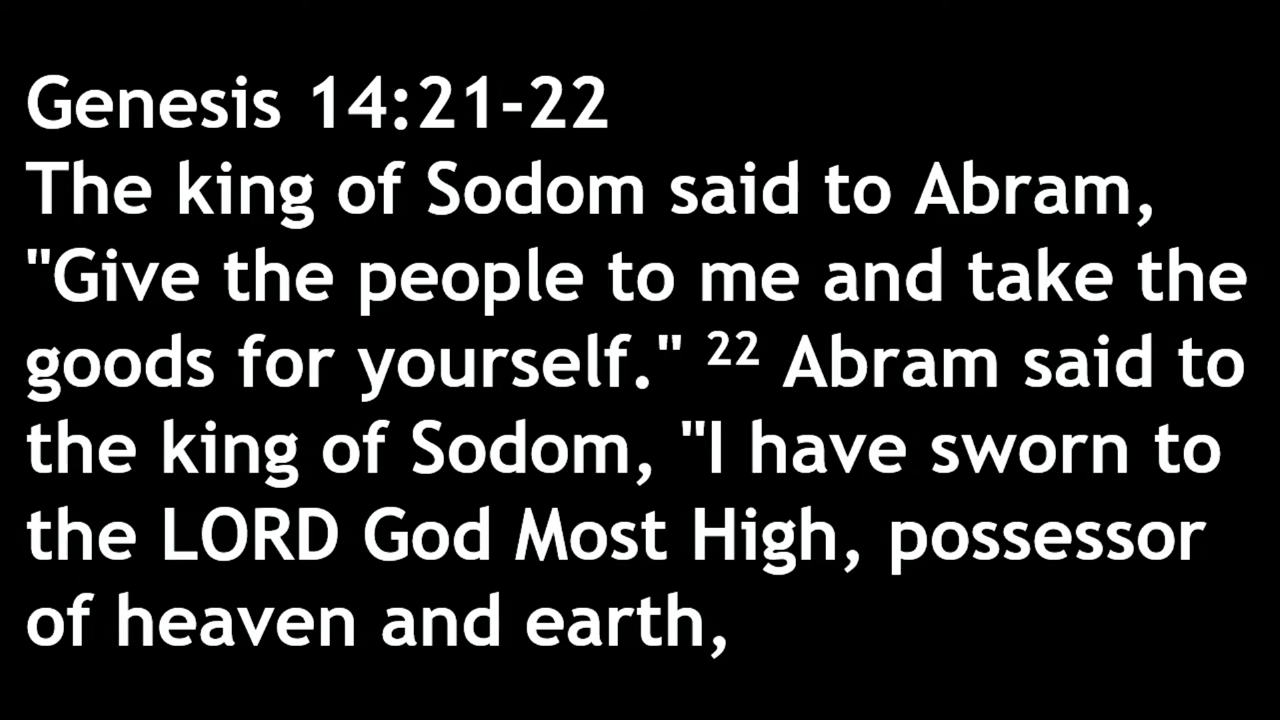 Genesis 14:21-22
The king of Sodom said to Abram,
"Give the people to me and take the
goods for yourself." ²² Abram said to
the king of Sodom, "I have sworn to
the LORD God Most High, possessor
of heaven and earth,